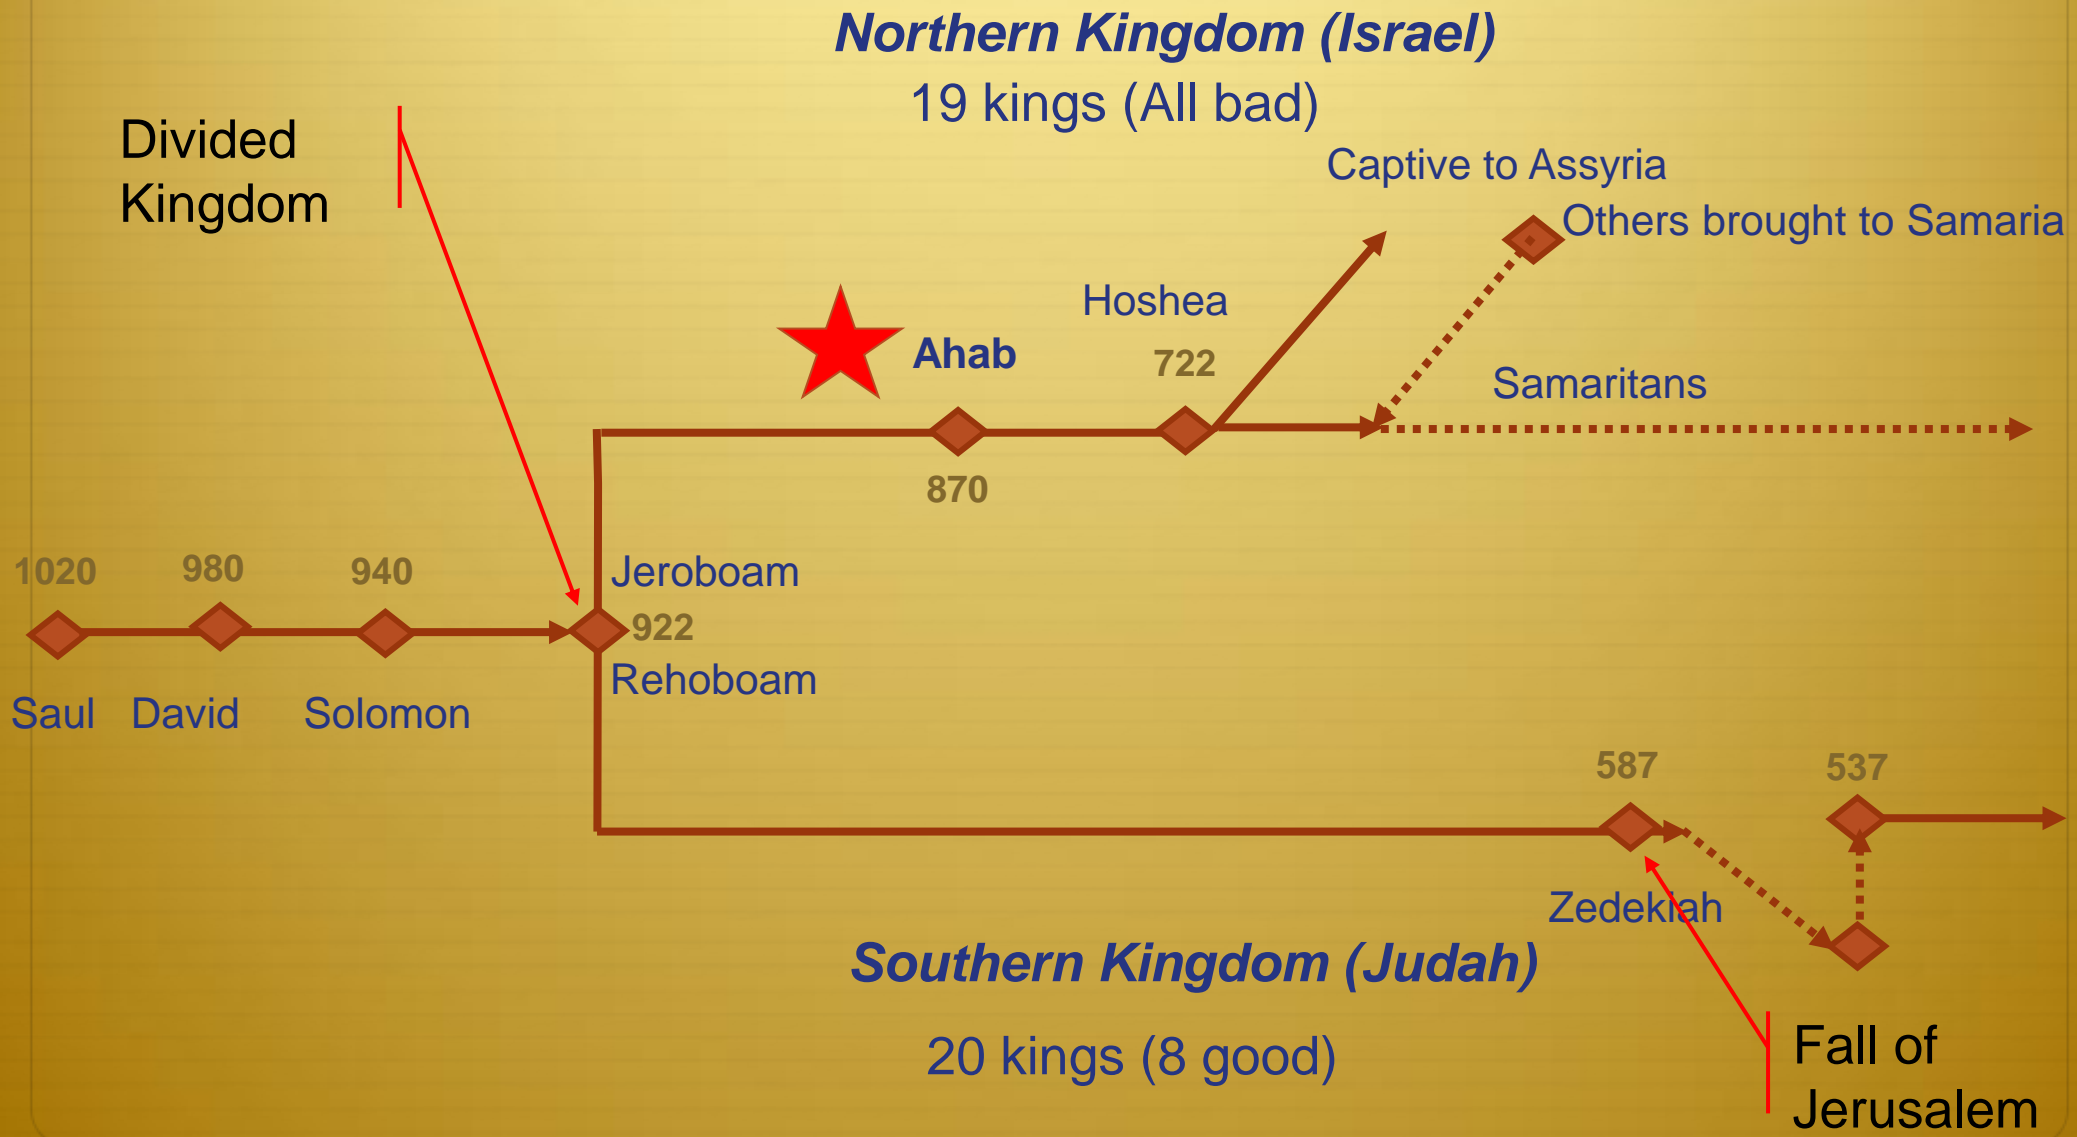 Northern Kingdom (Israel)
19 kings (All bad)
Divided
Kingdom
Captive to Assyria
Others brought to Samaria
Hoshea
722
Ahab
Samaritans
870
1020
980
940
Jeroboam
922
Rehoboam
Saul
David
Solomon
587
537
Zedekiah
Southern Kingdom (Judah)
20 kings (8 good)
Fall of
Jerusalem